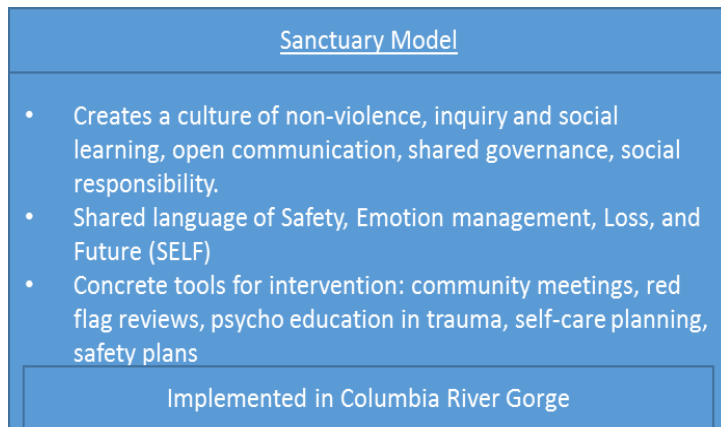 Sanctuary Model
• Creates a culture of non-violence, inquiry and social
learning, open communication, shared governance, social
responsibility.
• Shared language of Safety, Emotion management, Loss, and
Future (SELF)
• Concrete tools for intervention: community meetings, red
flag reviews, psycho education in trauma, self-care planning,
safety plans
Implemented in Columbia River Gorge